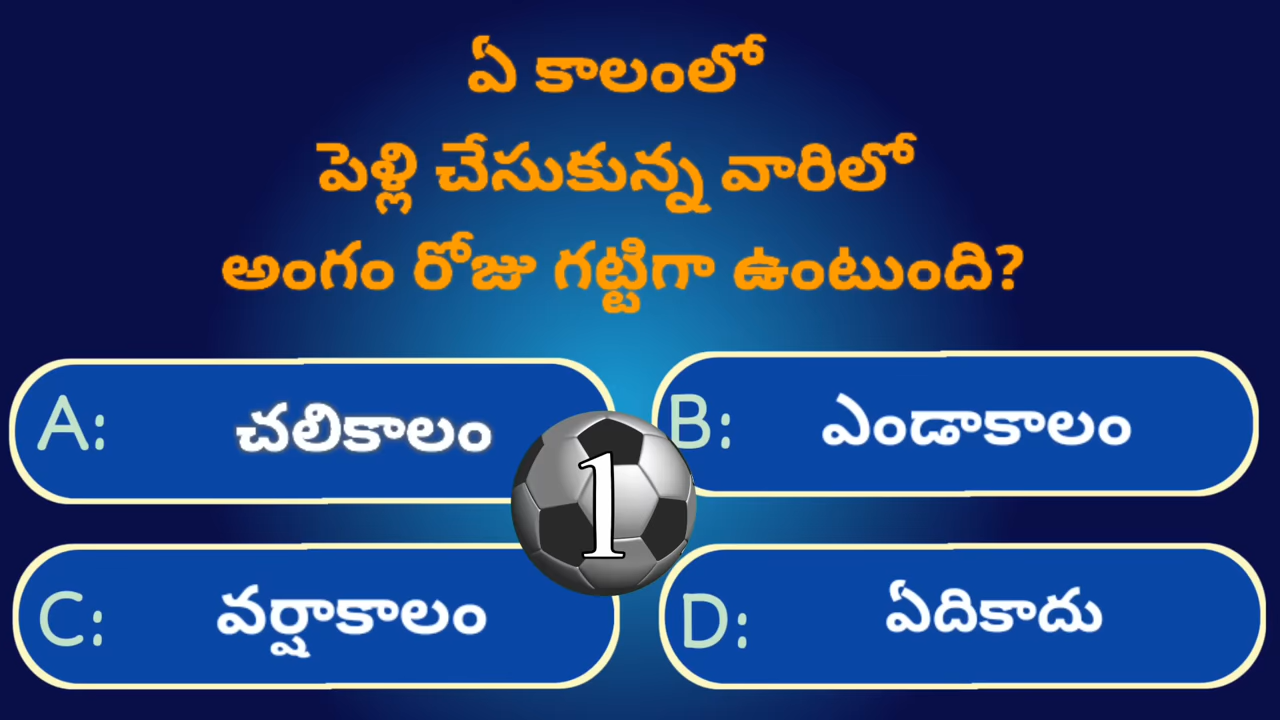 ఏ కాలంలో
పెళ్లి చేసుకున్న వారిలో
అంగం రోజు గట్టిగా ఉంటుంది?
A: చలికాలం
B: ఎండాకాలం
1
C: వర్షాకాలం
D: ఏదికాదు